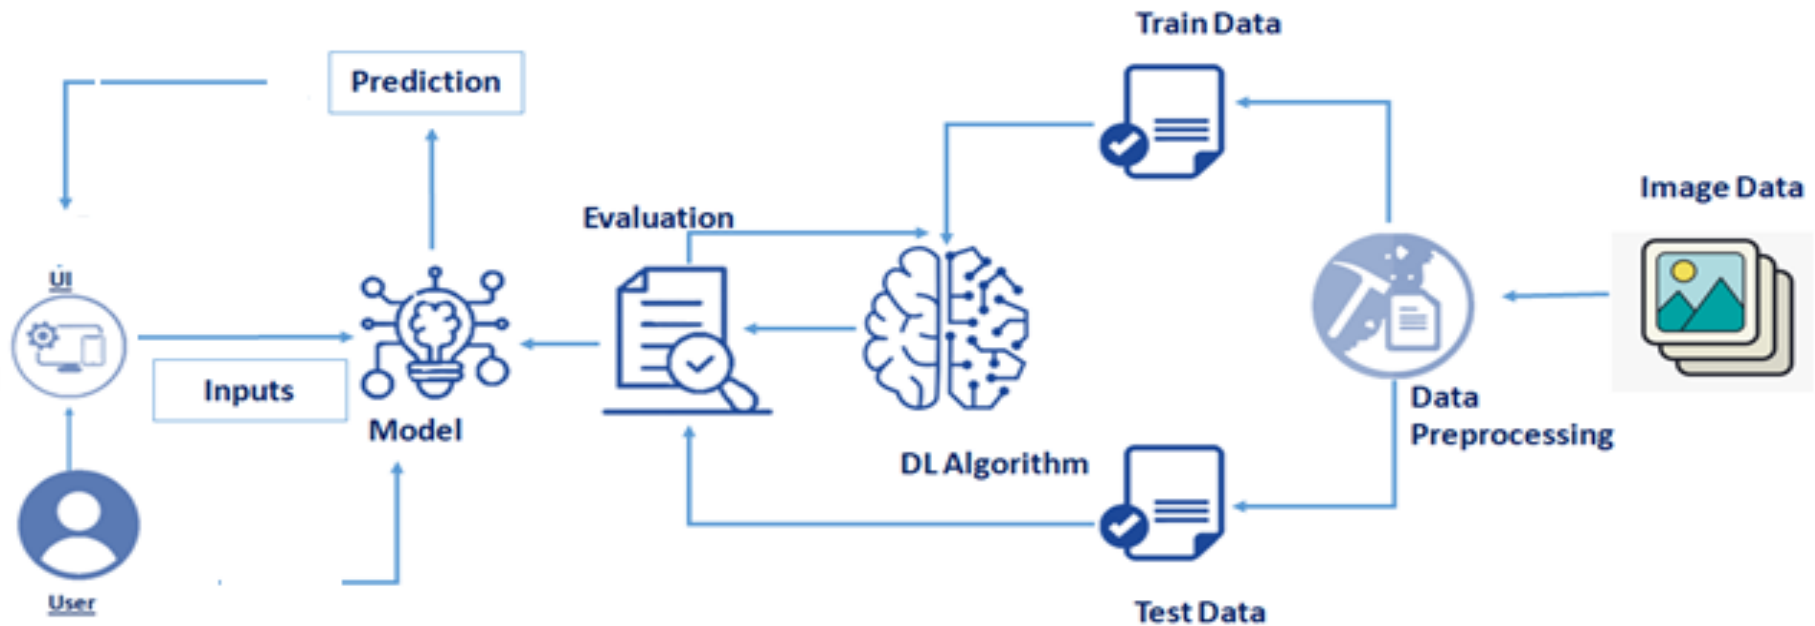 Train Data
Prediction
Image Data
Evaluation
UI
Inputs
Data
Preprocessing
Model
DL Algorithm
User
Test Data